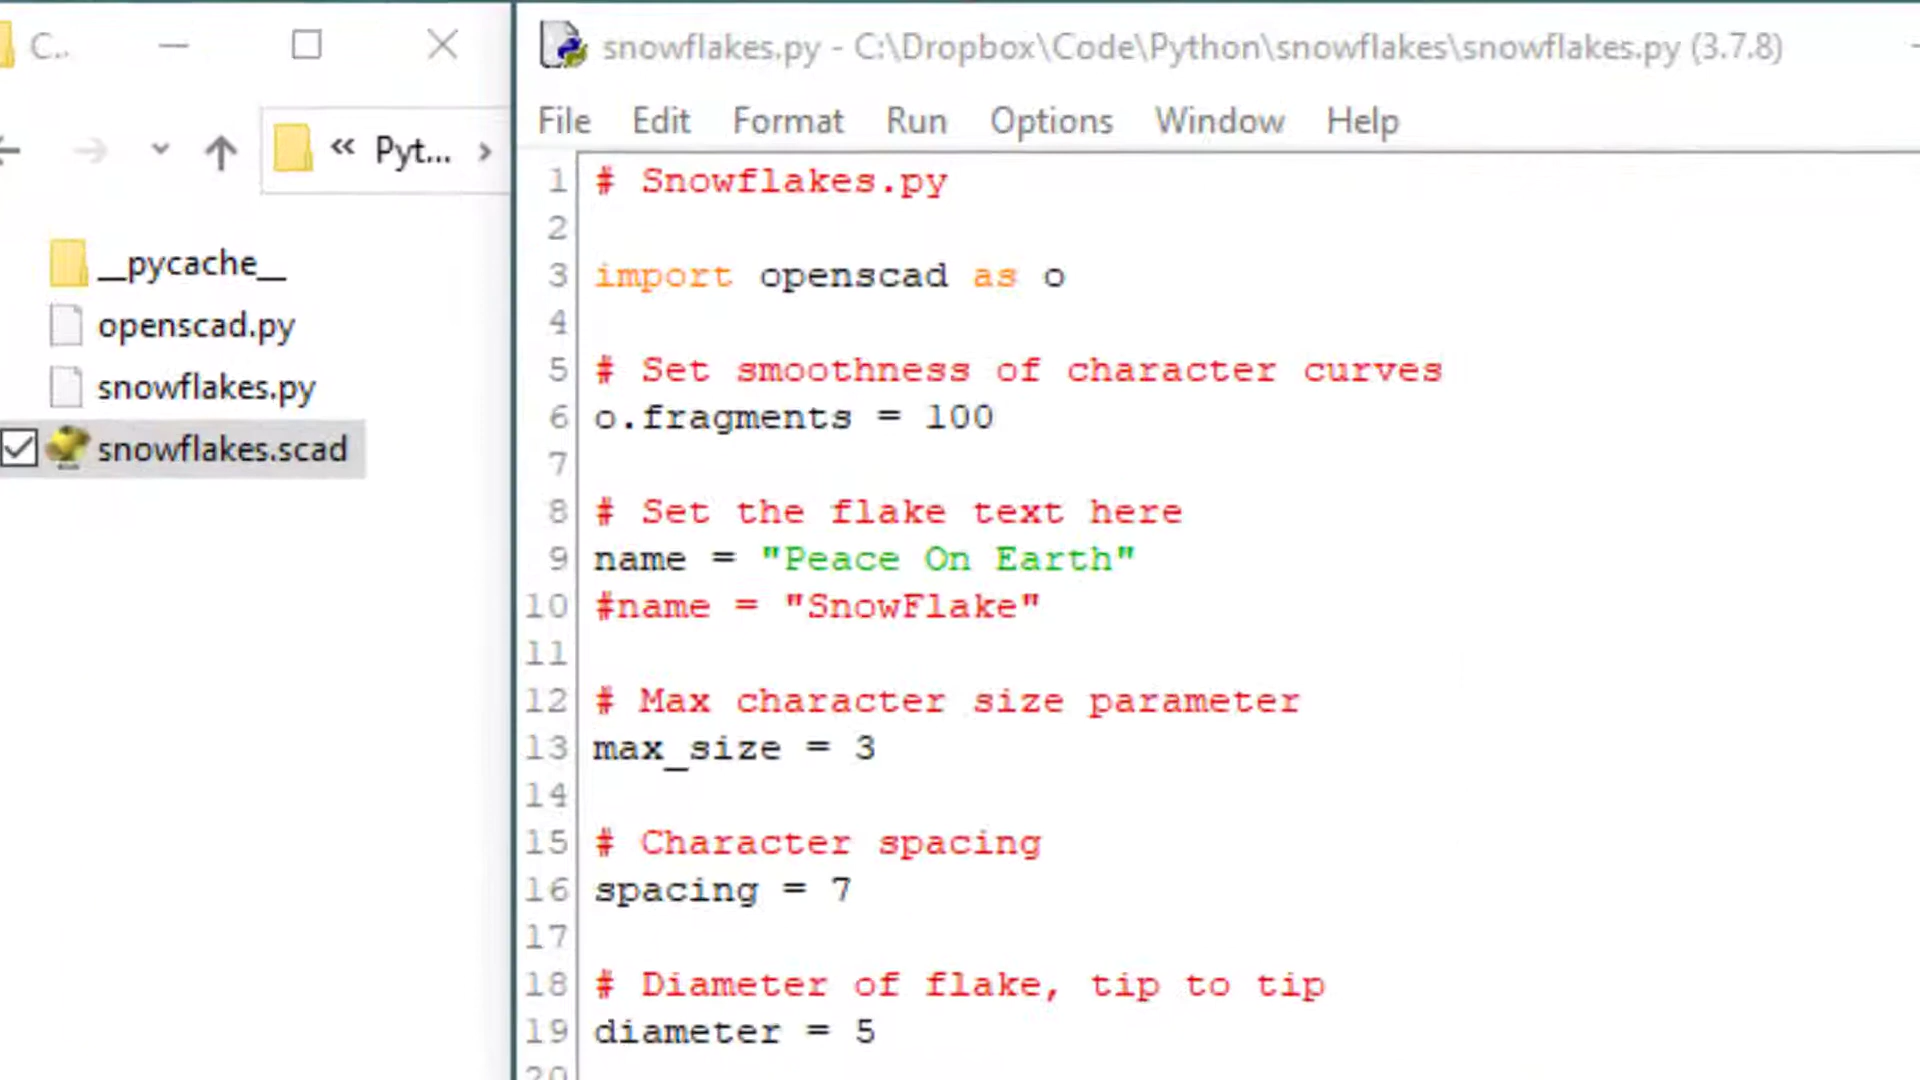 C..
« Pyt... >
__pycache__
openscad.py
snowflakes.py
snowflakes.scad
snowflakes.py - C:\Dropbox\Code\Python\snowflakes\snowflakes.py (3.7.8)
File Edit Format Run Options Window Help
1 # Snowflakes.py
2
3 import openscad as o
4
5 # Set smoothness of character curves
6 o.fragments = 100
7
8 # Set the flake text here
9 name = "Peace On Earth"
10 #name = "SnowFlake"
11
12 # Max character size parameter
13 max_size = 3
14
15 # Character spacing
16 spacing = 7
17
18 # Diameter of flake, tip to tip
19 diameter = 5
20